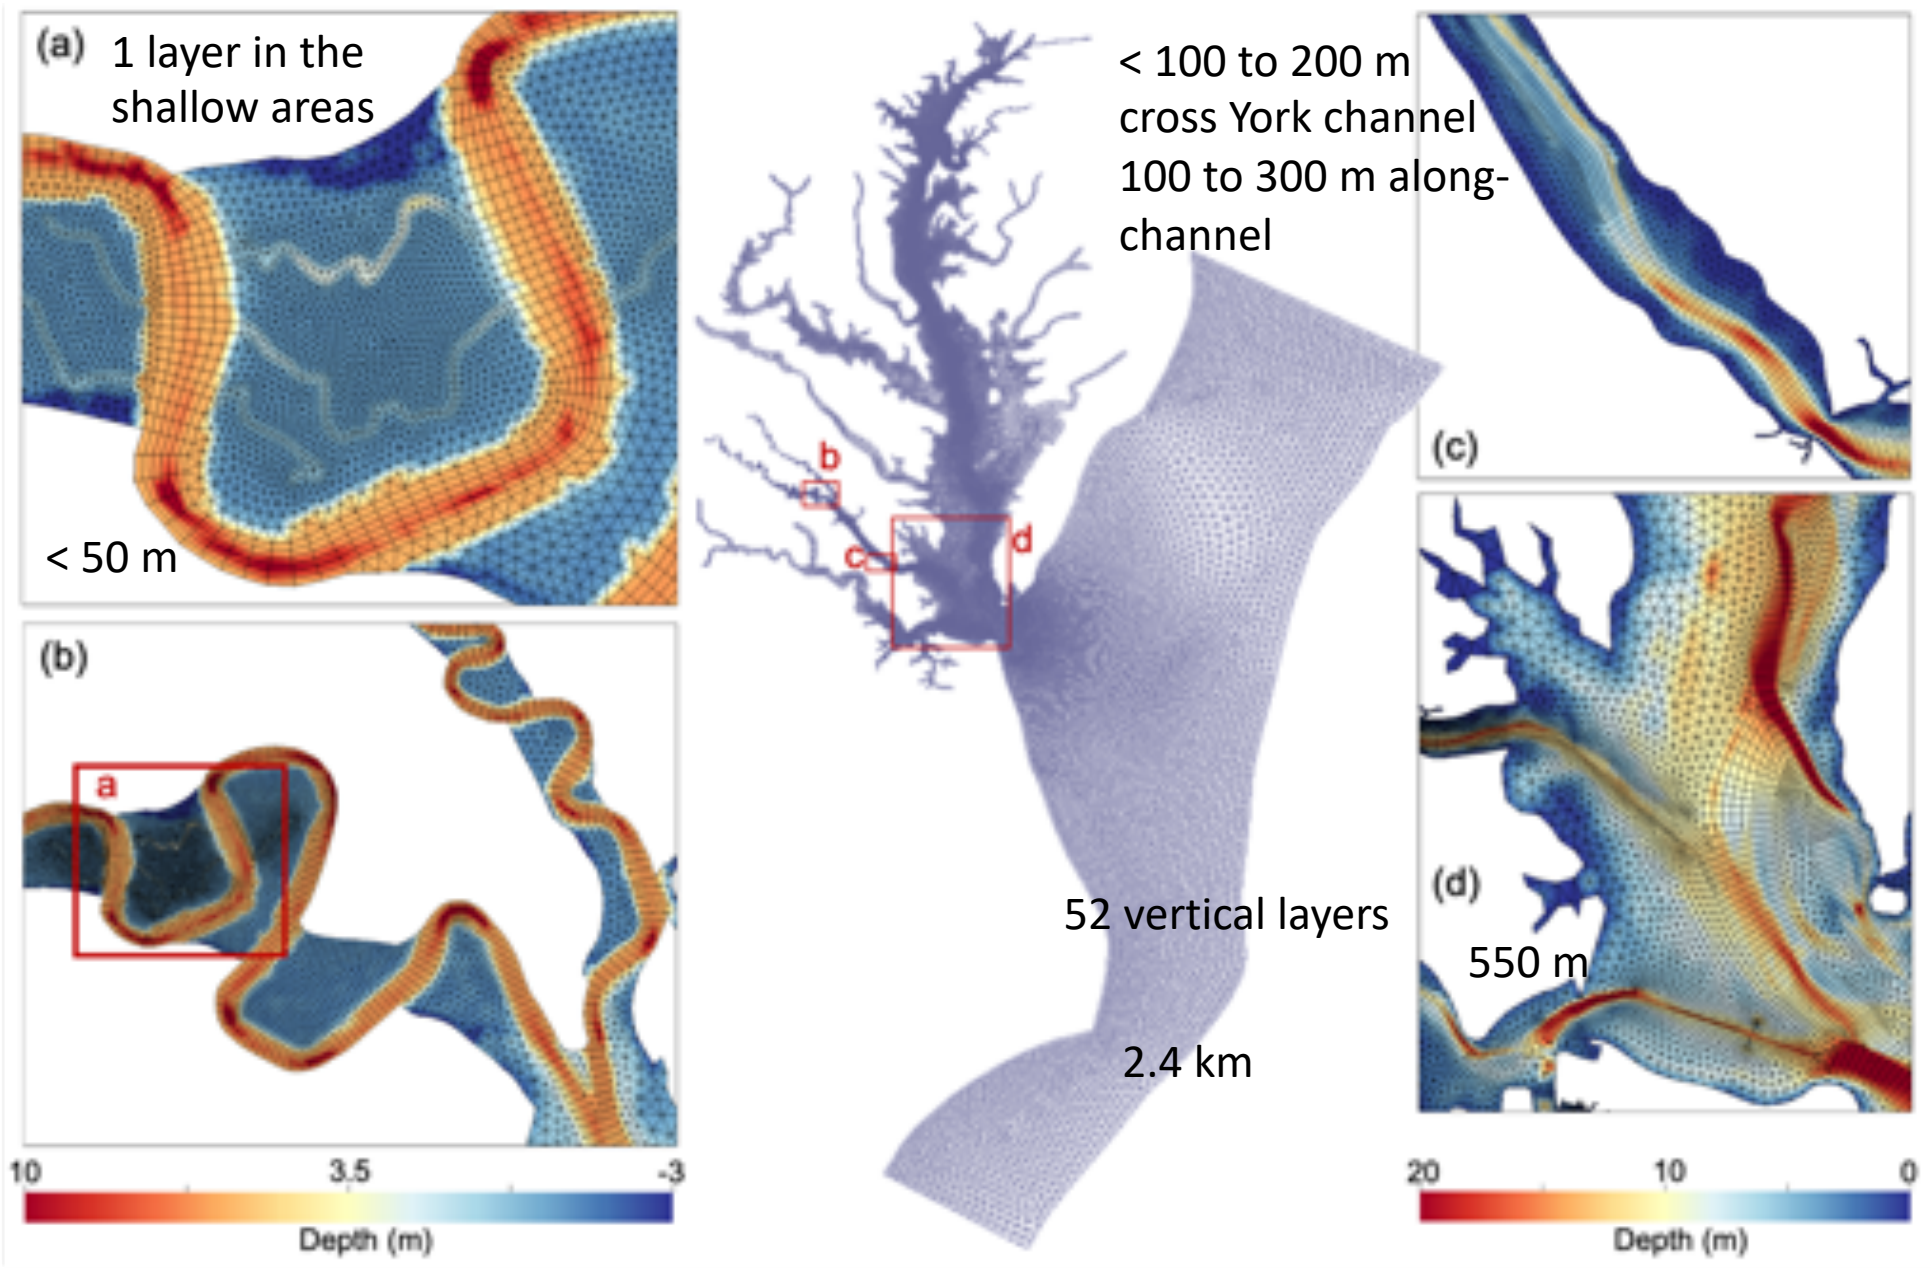 (a)
1 layer in the
shallow areas
< 50 m
(b)
a
10 3.5 -3
Depth (m)
< 100 to 200 m
cross York channel
100 to 300 m along-
channel
b
c
d
52 vertical layers
2.4 km
(c)
(d)
550 m
20 10 0
Depth (m)